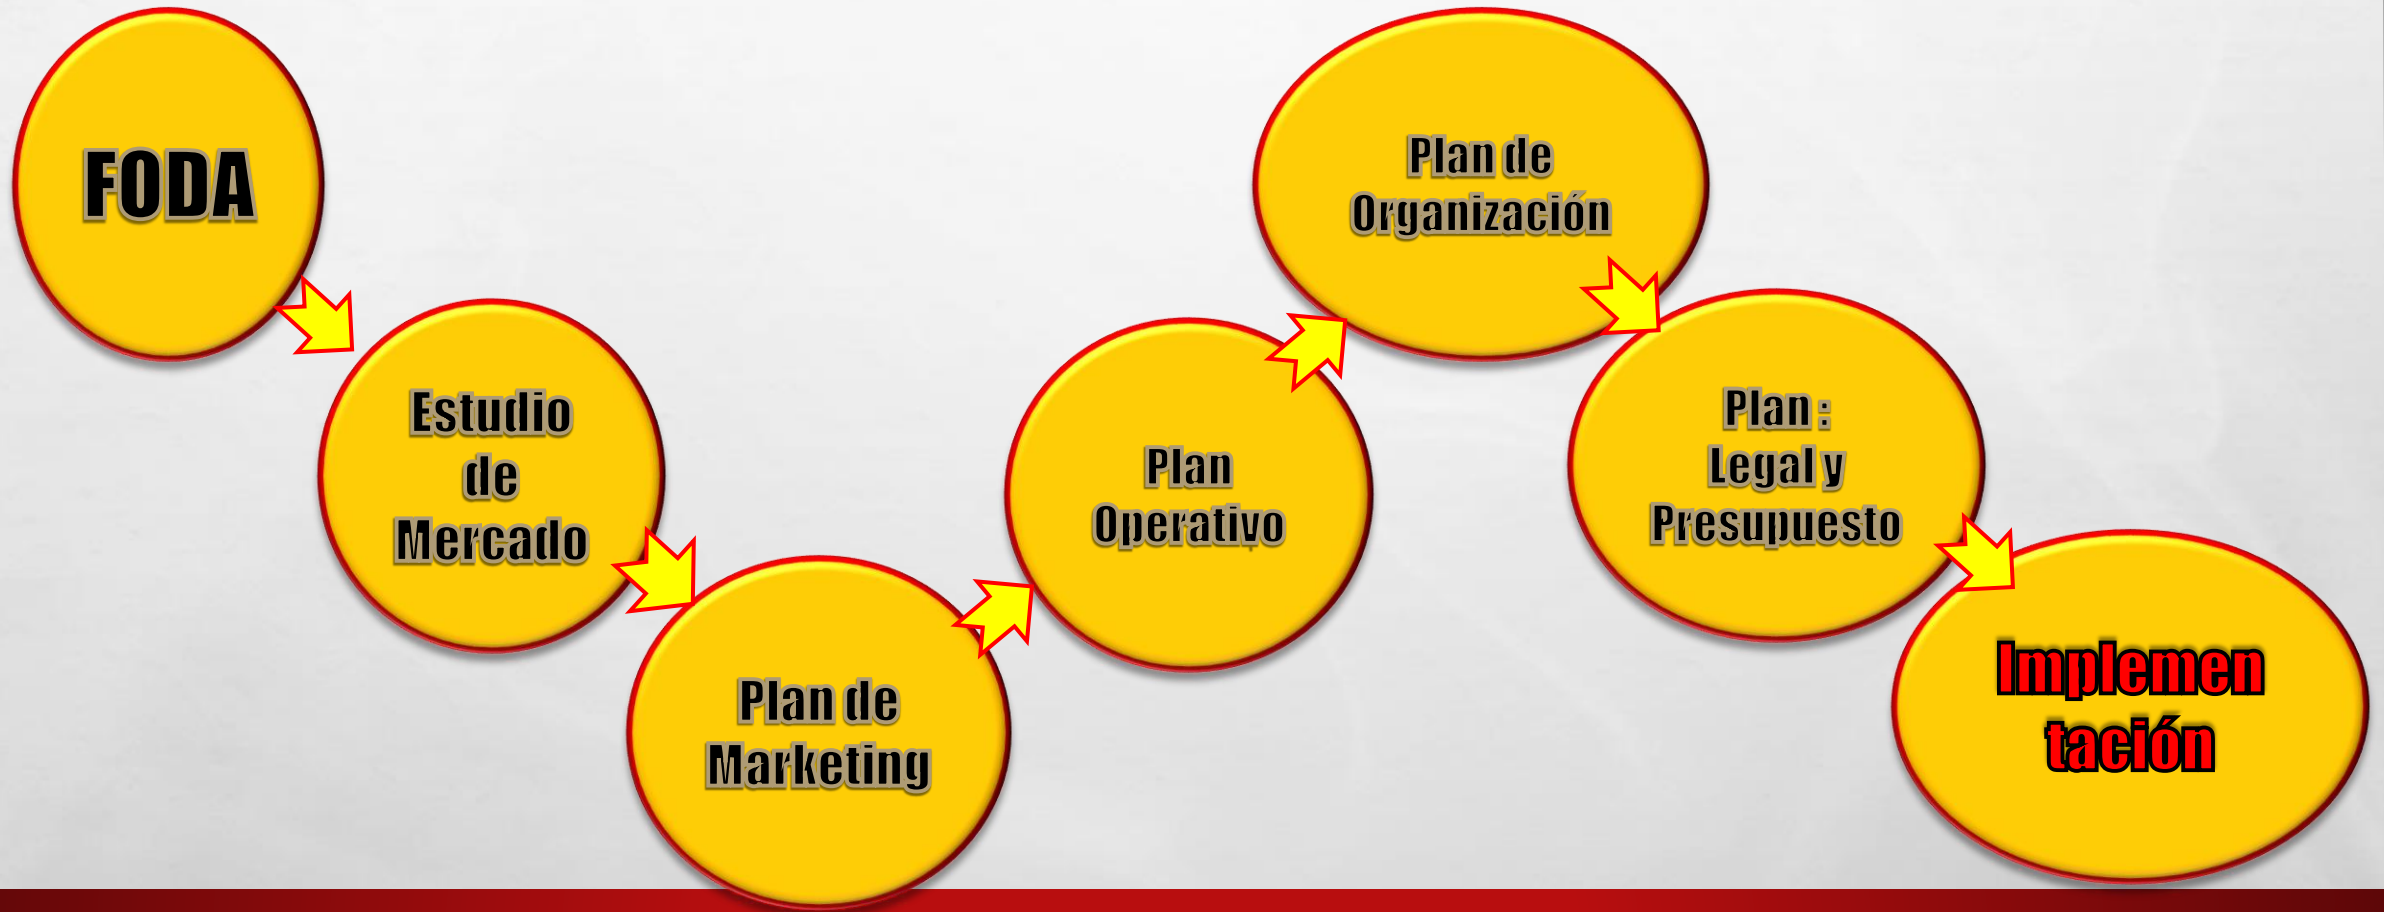 FODA
Estudio
de
Mercado
Plan de
Marketing
Plan
Operativo
Plan de
Organización
Plan :
Legal y
Presupuesto
Implemen
tación